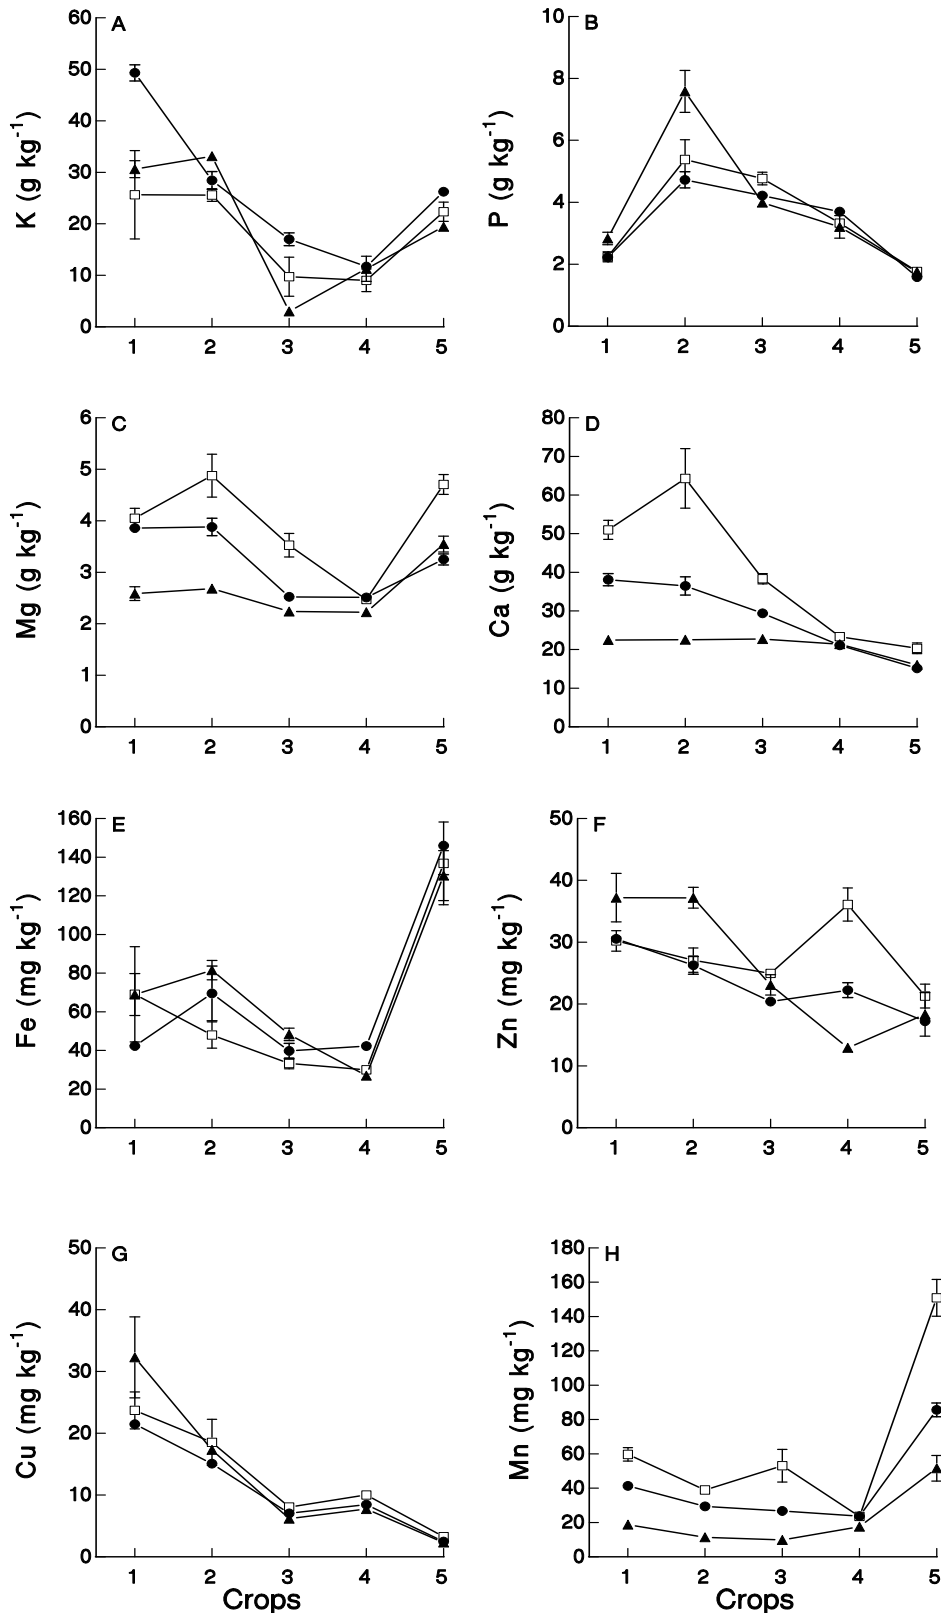 A
60
50
40
30
20
10
0
K (g kg-1)
1 2 3 4 5
B
10
8
6
4
2
0
P (g kg-1)
1 2 3 4 5
C
6
5
4
3
2
1
0
Mg (g kg-1)
1 2 3 4 5
D
80
70
60
50
40
30
20
10
0
Ca (g kg-1)
1 2 3 4 5
E
160
140
120
100
80
60
40
20
0
Fe (mg kg-1)
1 2 3 4 5
F
50
40
30
20
10
0
Zn (mg kg-1)
1 2 3 4 5
G
50
40
30
20
10
0
Cu (mg kg-1)
1 2 3 4 5
Crops
H
180
160
140
120
100
80
60
40
20
0
Mn (mg kg-1)
1 2 3 4 5
Crops